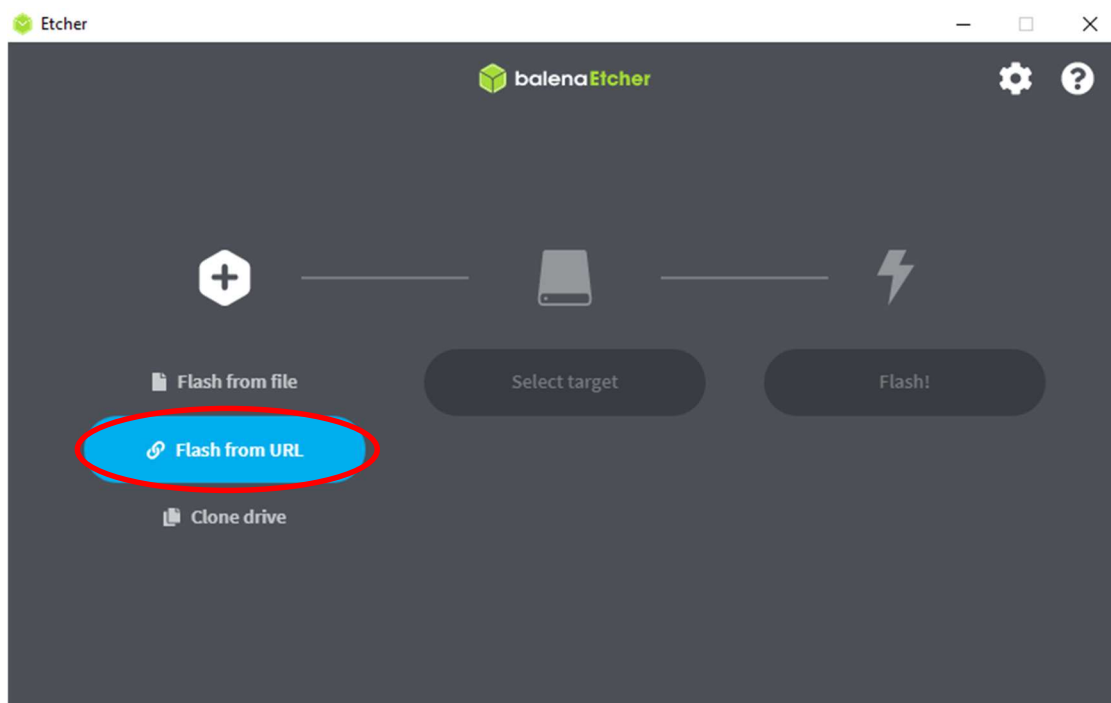 Etcher
balenaEtcher
Flash from file
Select target
Flash!
Flash from URL
Clone drive